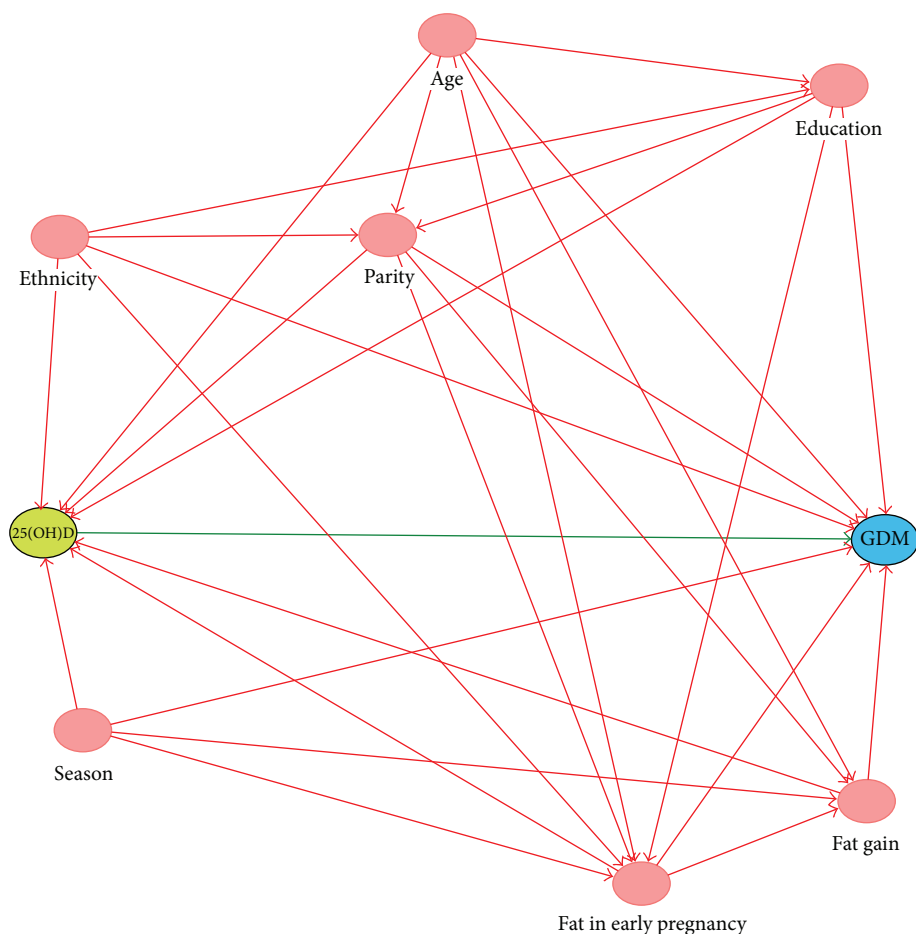 Age
Education
Ethnicity
Parity
25(OH)D
GDM
Season
Fat gain
Fat in early pregnancy